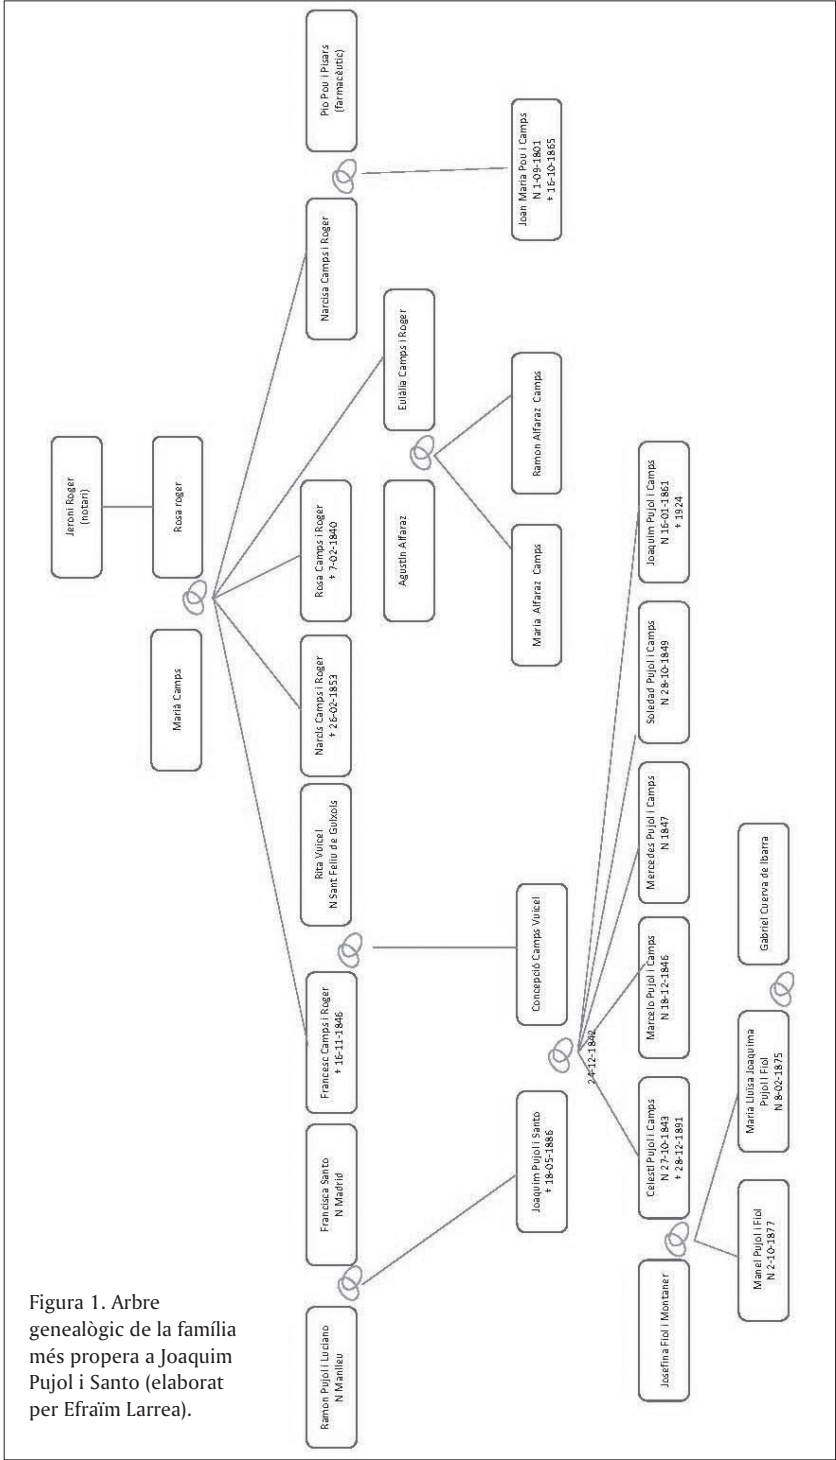 Jeroni Roger
(notari)
Marià Camps
Rosa roger
Ramon Pujol i Luciano
N Manlleu
Francisca Santo
N Madrid
Francesc Camps i Roger
+ 16-11-1846
Rita Vuicel
N Sant Feliu de Guíxols
Narcís Camps i Roger
+ 26-02-1853
Rosa Camps i Roger
+ 7-02-1840
Narcisa Camps i Roger
Pio Pou i Pisars
(farmacèutic)
Agustín Alfaraz
Eulàlia Camps i Roger
Joaquim Pujol i Santo
+ 18-05-1886
Concepció Camps Vuicel
Maria Alfaraz Camps
Ramon Alfaraz Camps
Joan Maria Pou i Camps
N 1-09-1801
+ 16-10-1865
24-12-1842
Josefina Fiol i Montaner
Celestí Pujol i Camps
N 27-10-1843
+ 28-12-1891
Marcelo Pujol i Camps
N 18-12-1846
Mercedes Pujol i Camps
N 1847
Soledad Pujol i Camps
N 28-10-1849
Joaquim Pujol i Camps
N 16-01-1861
+ 1924
Manel Pujol i Fiol
N 2-10-1877
Maria Lluïsa Joaquima
Pujol i Fiol
N 8-02-1875
Gabriel Cuerva de Ibarra
Figura 1. Arbre
genealògic de la família
més propera a Joaquim
Pujol i Santo (elaborat
per Efraïm Larrea).